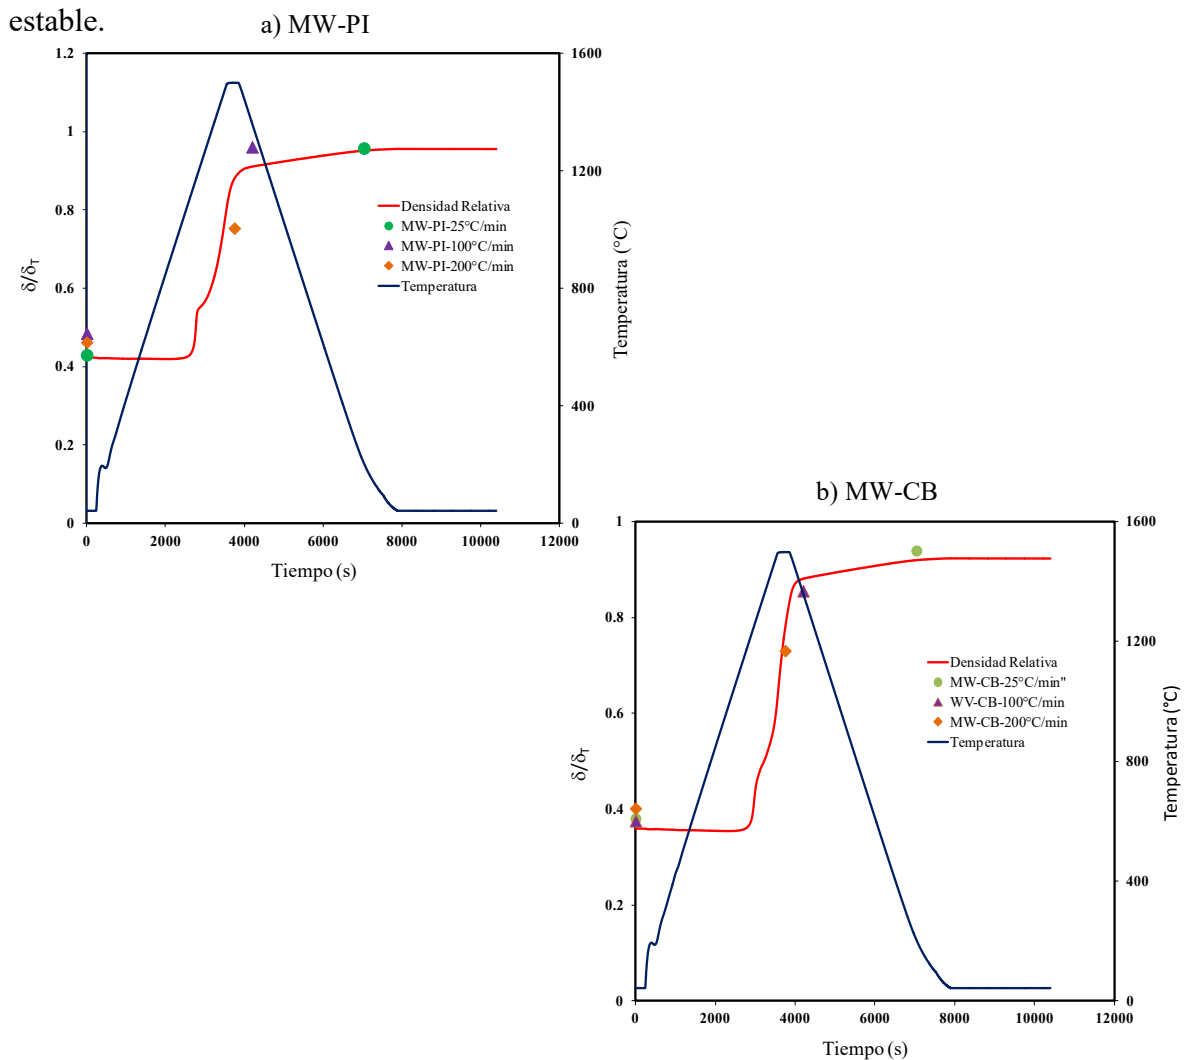 estable.
a) MW-PI
1.2
1
0.8
0.6
0.4
0.2
0
δ/δT
1600
1200
800
400
0
Temperatura (°C)
Densidad Relativa
MW-PI-25°C/min
MW-PI-100°C/min
MW-PI-200°C/min
Temperatura
0 2000 4000 6000 8000 10000 12000
Tiempo (s)
b) MW-CB
1
0.8
0.6
0.4
0.2
0
δ/δT
1600
1200
800
400
0
Temperatura (°C)
Densidad Relativa
MW-CB-25°C/min"
WV-CB-100°C/min
MW-CB-200°C/min
Temperatura
0 2000 4000 6000 8000 10000 12000
Tiempo (s)